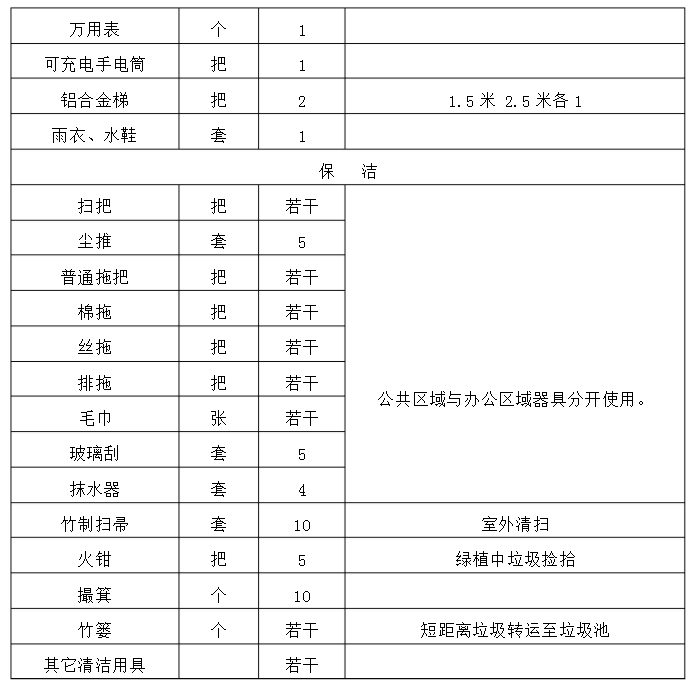 万用表 个 1
可充电手电筒 把 1
铝合金梯 把 2 1.5米 2.5米各1
雨衣、水鞋 套 1
保 洁
扫把 把 若干
尘推 套 5
普通拖把 把 若干
棉拖 把 若干
丝拖 把 若干
排拖 把 若干
公共区域与办公区域器具分开使用。
毛巾 张 若干
玻璃刮 套 5
抹水器 套 4
竹制扫帚 套 10 室外清扫
火钳 把 5 绿植中垃圾捡拾
撮箕 个 10
竹篓 个 若干 短距离垃圾转运至垃圾池
其它清洁用具 若干